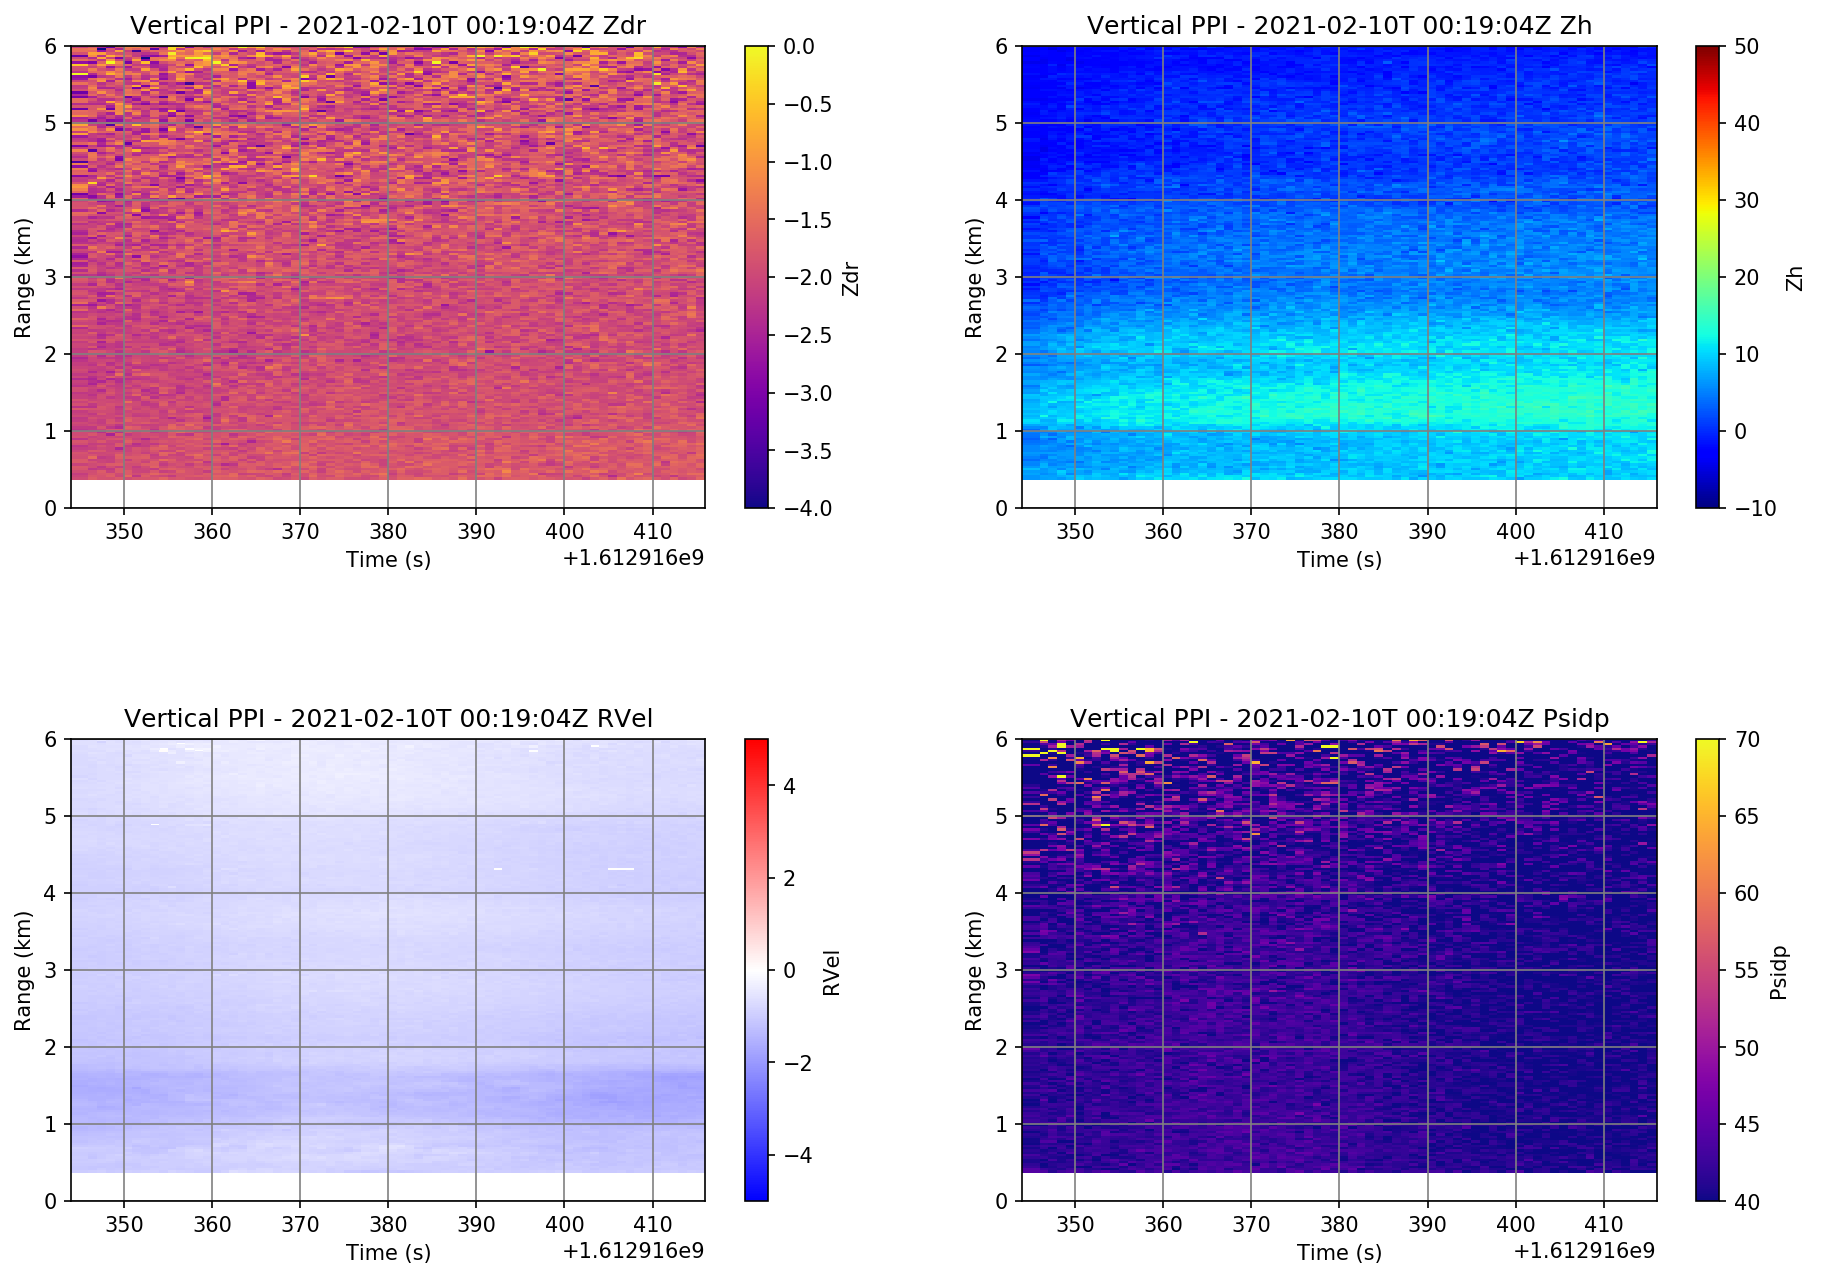 Vertical PPI - 2021-02-10T 00:19:04Z Zdr
6
5
4
3
2
1
0
Range (km)
350 360 370 380 390 400 410
Time (s)
+1.612916e9
0.0
−0.5
−1.0
−1.5
−2.0
−2.5
−3.0
−3.5
−4.0
Zdr
Vertical PPI - 2021-02-10T 00:19:04Z Zh
6
5
4
3
2
1
0
Range (km)
350 360 370 380 390 400 410
Time (s)
+1.612916e9
50
40
30
20
10
0
−10
Zh
Vertical PPI - 2021-02-10T 00:19:04Z RVel
6
5
4
3
2
1
0
Range (km)
350 360 370 380 390 400 410
Time (s)
+1.612916e9
4
2
0
−2
−4
RVel
Vertical PPI - 2021-02-10T 00:19:04Z Psidp
6
5
4
3
2
1
0
Range (km)
350 360 370 380 390 400 410
Time (s)
+1.612916e9
70
65
60
55
50
45
40
Psidp